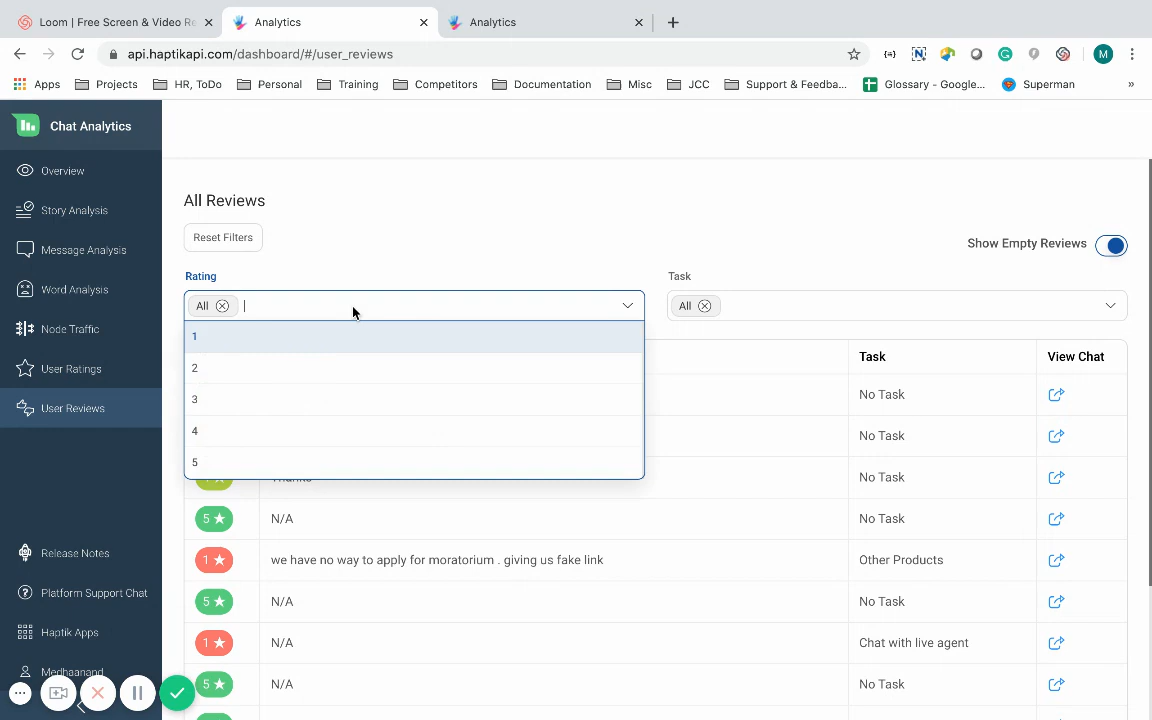 Loom | Free Screen & Video Re
Analytics
Analytics
api.haptikapi.com/dashboard/#/user_reviews
M
Apps
Projects
HR, ToDo
Personal
Training
Competitors
Documentation
Misc
JCC
Support & Feedba...
Glossary - Google...
Superman
»
Chat Analytics
Overview
Story Analysis
Message Analysis
Word Analysis
Node Traffic
User Ratings
User Reviews
Release Notes
Platform Support Chat
Haptik Apps
Medhaanand
All Reviews
Reset Filters
Show Empty Reviews
Rating
Task
All
All
1
2
3
4
5
Task
View Chat
No Task
No Task
Thanks
No Task
5 ★
N/A
No Task
1 ★
we have no way to apply for moratorium . giving us fake link
Other Products
5 ★
N/A
No Task
1 ★
N/A
Chat with live agent
5 ★
N/A
No Task